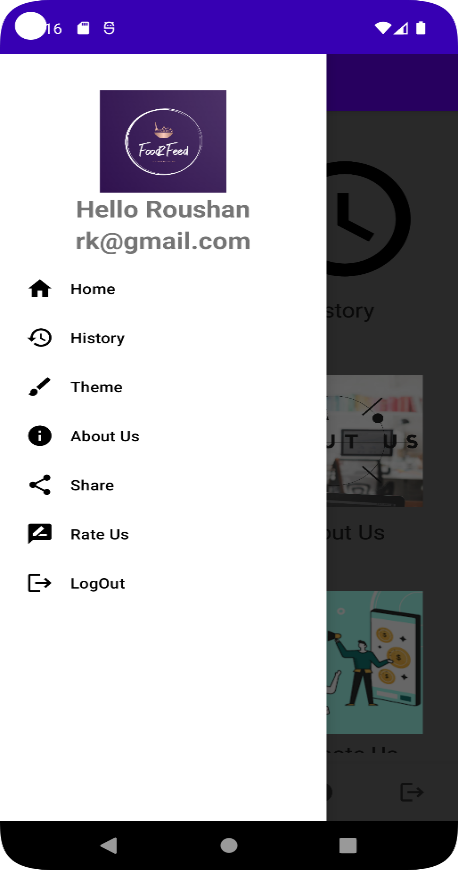 16
Food2Feed
Hello Roushan
rk@gmail.com
Home
History
Theme
About Us
Share
Rate Us
LogOut
story
UT US
out Us